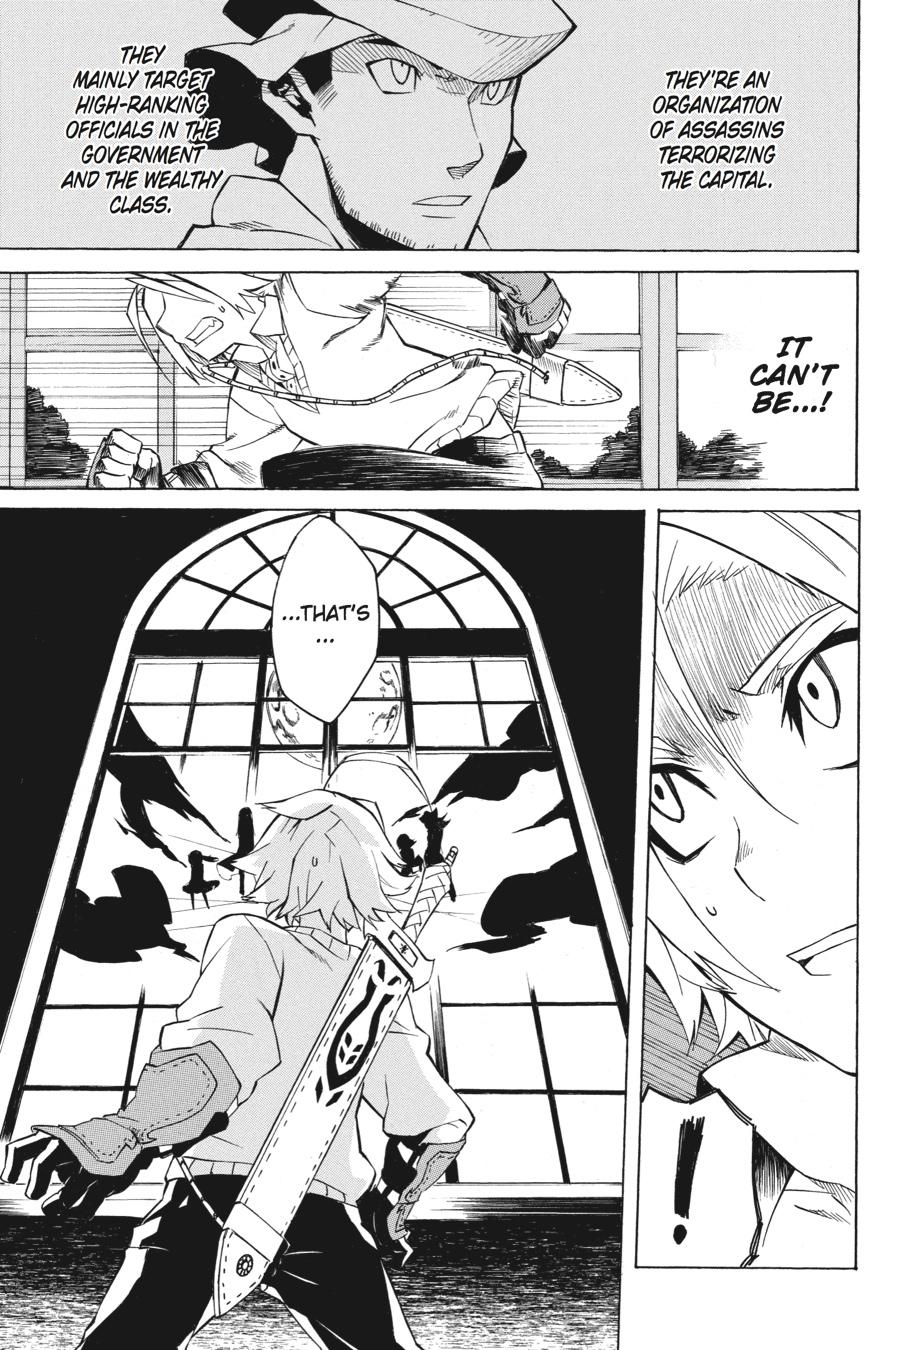 THEY'RE AN
ORGANIZATION
OF ASSASSINS
TERRORIZING
THE CAPITAL.
THEY
MAINLY TARGET
HIGH-RANKING
OFFICIALS IN THE
GOVERNMENT
AND THE WEALTHY
CLASS.
IT
CAN'T
BE...!
!
...THAT'S
...